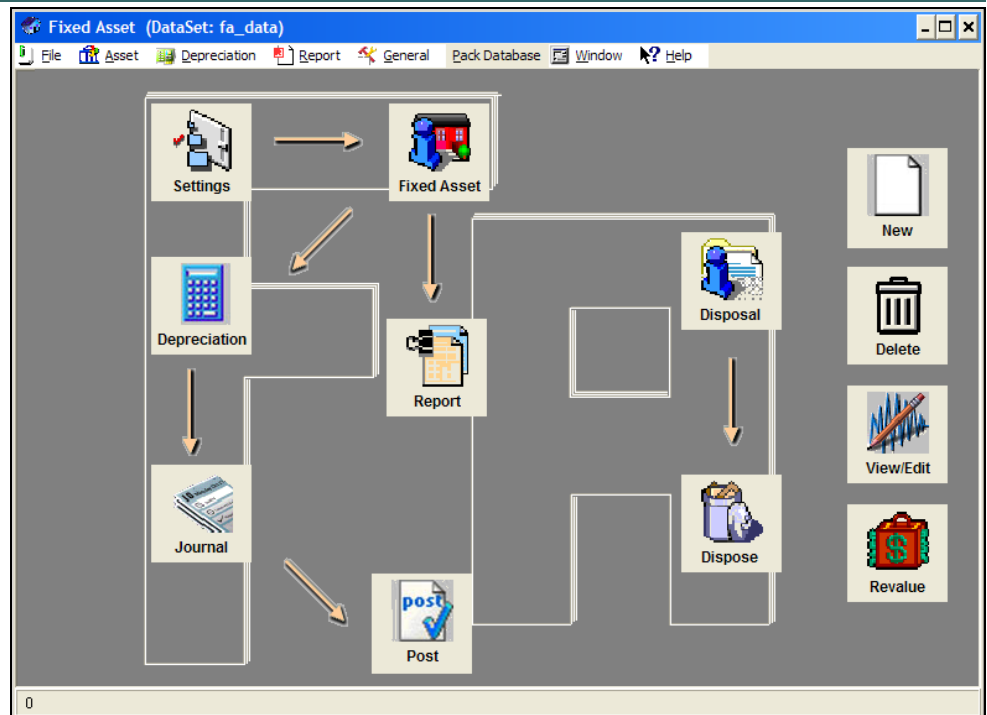 Fixed Asset (DataSet: fa_data)
File Asset Depreciation Report General Pack Database Window Help
Settings
Fixed Asset
New
Depreciation
Disposal
Delete
Report
View/Edit
Journal
Dispose
Revalue
post
Post
0